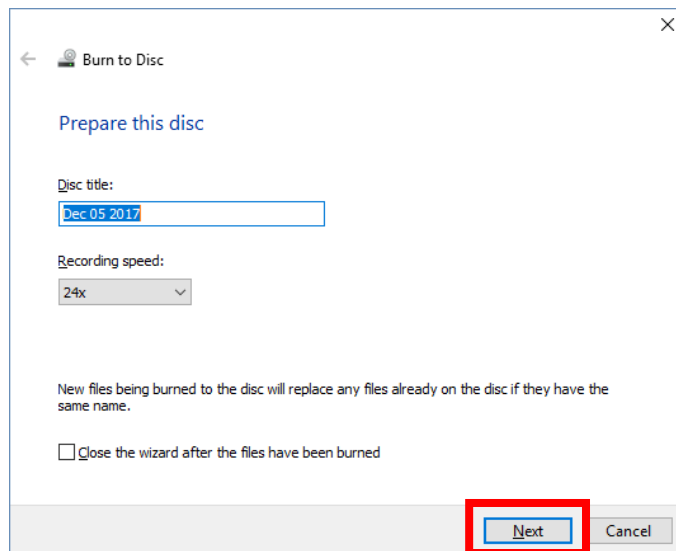 Burn to Disc
Prepare this disc
Disc title:
Dec 05 2017
Recording speed:
24x
New files being burned to the disc will replace any files already on the disc if they have the
same name.
Close the wizard after the files have been burned
Next Cancel